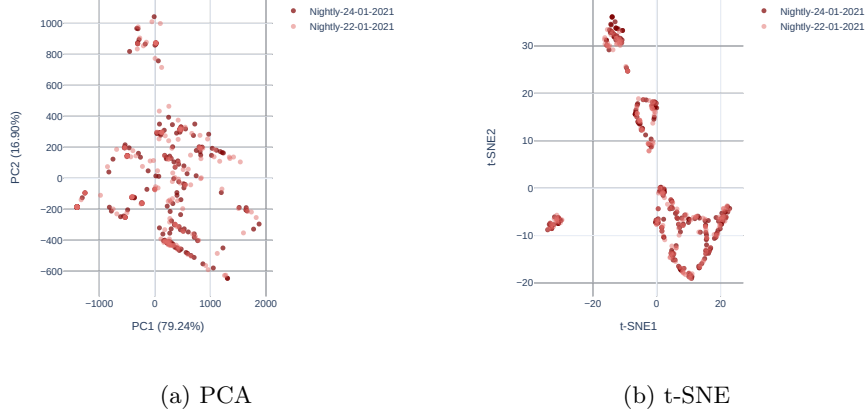 1000
800
600
400
200
0
−200
−400
−600
−1000
0
1000
2000
PC2 (16.90%)
PC1 (79.24%)
Nightly-24-01-2021
Nightly-22-01-2021
(a) PCA
30
20
10
0
−10
−20
−20
0
20
t-SNE2
t-SNE1
Nightly-24-01-2021
Nightly-22-01-2021
(b) t-SNE